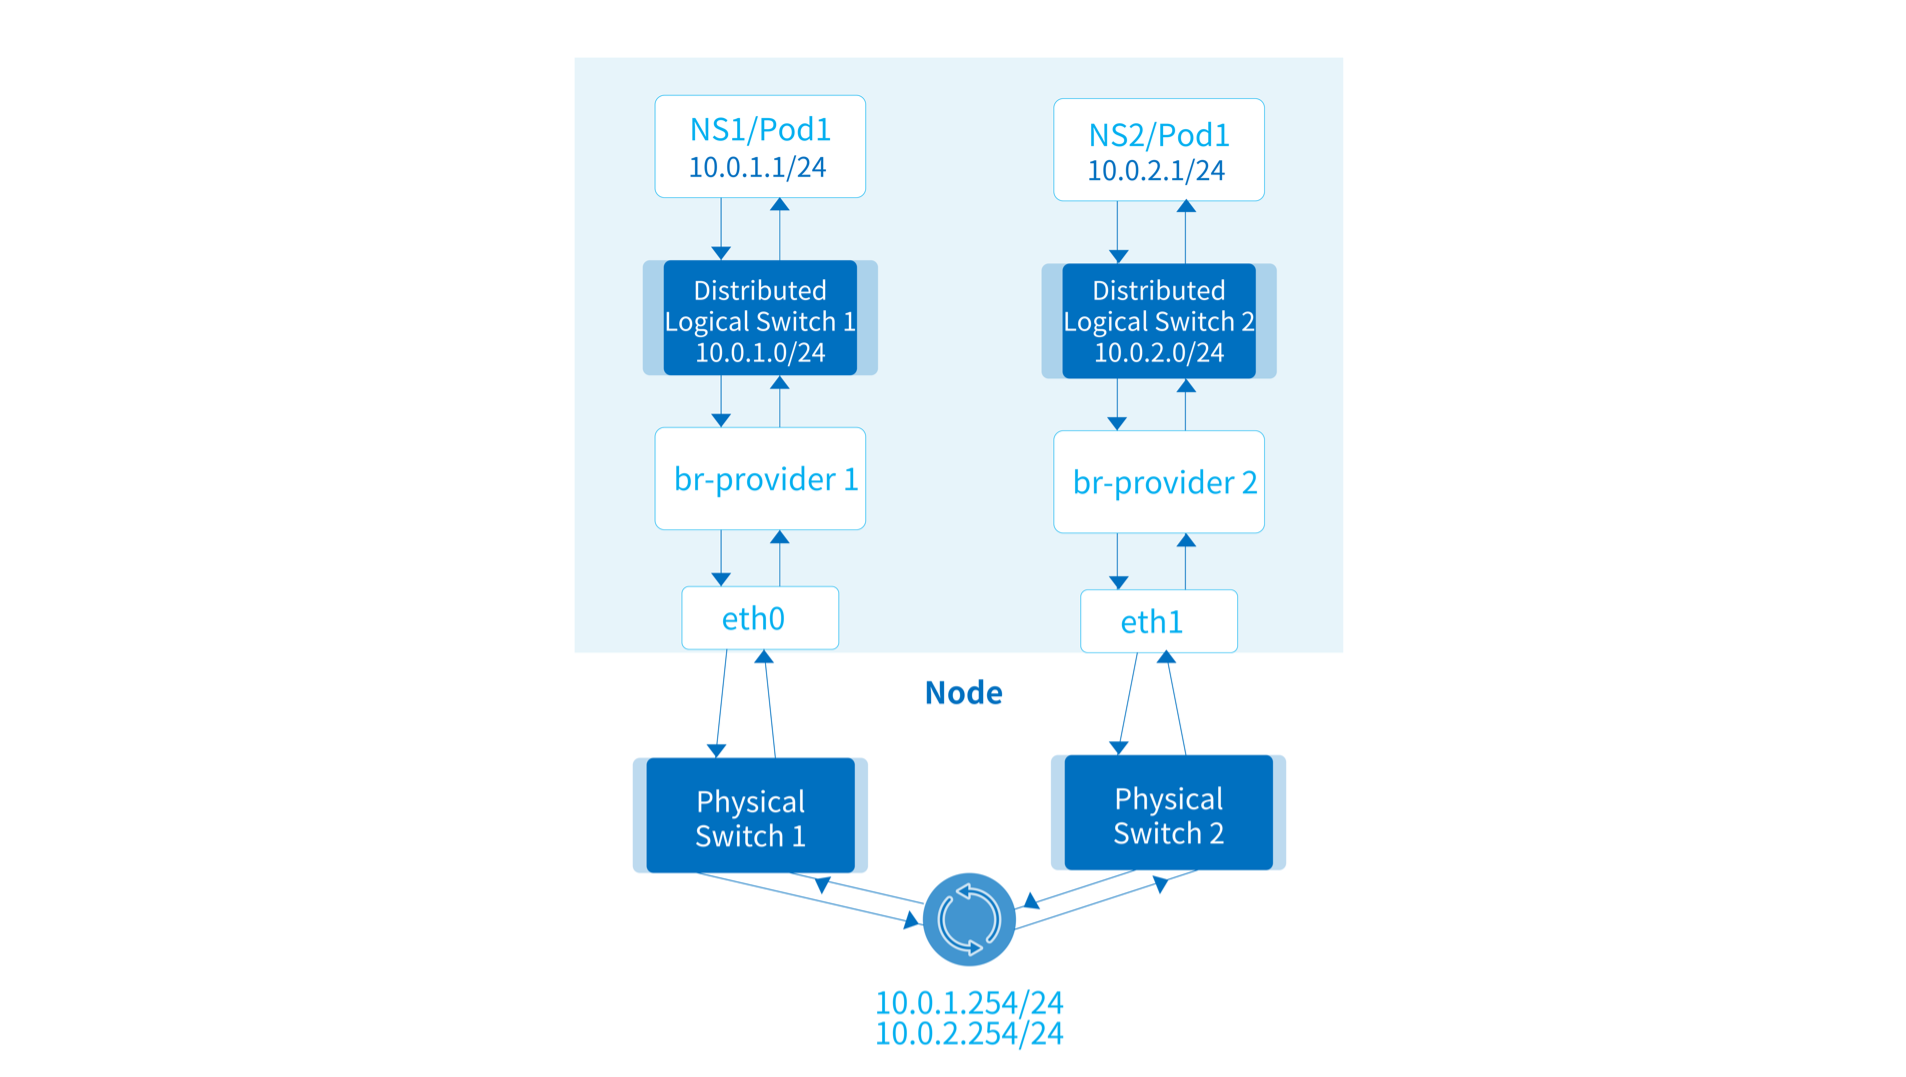 NS1/Pod1
10.0.1.1/24
NS2/Pod1
10.0.2.1/24
Distributed
Logical Switch 1
10.0.1.0/24
Distributed
Logical Switch 2
10.0.2.0/24
br-provider 1
br-provider 2
eth0
eth1
Node
Physical
Switch 1
Physical
Switch 2
10.0.1.254/24
10.0.2.254/24